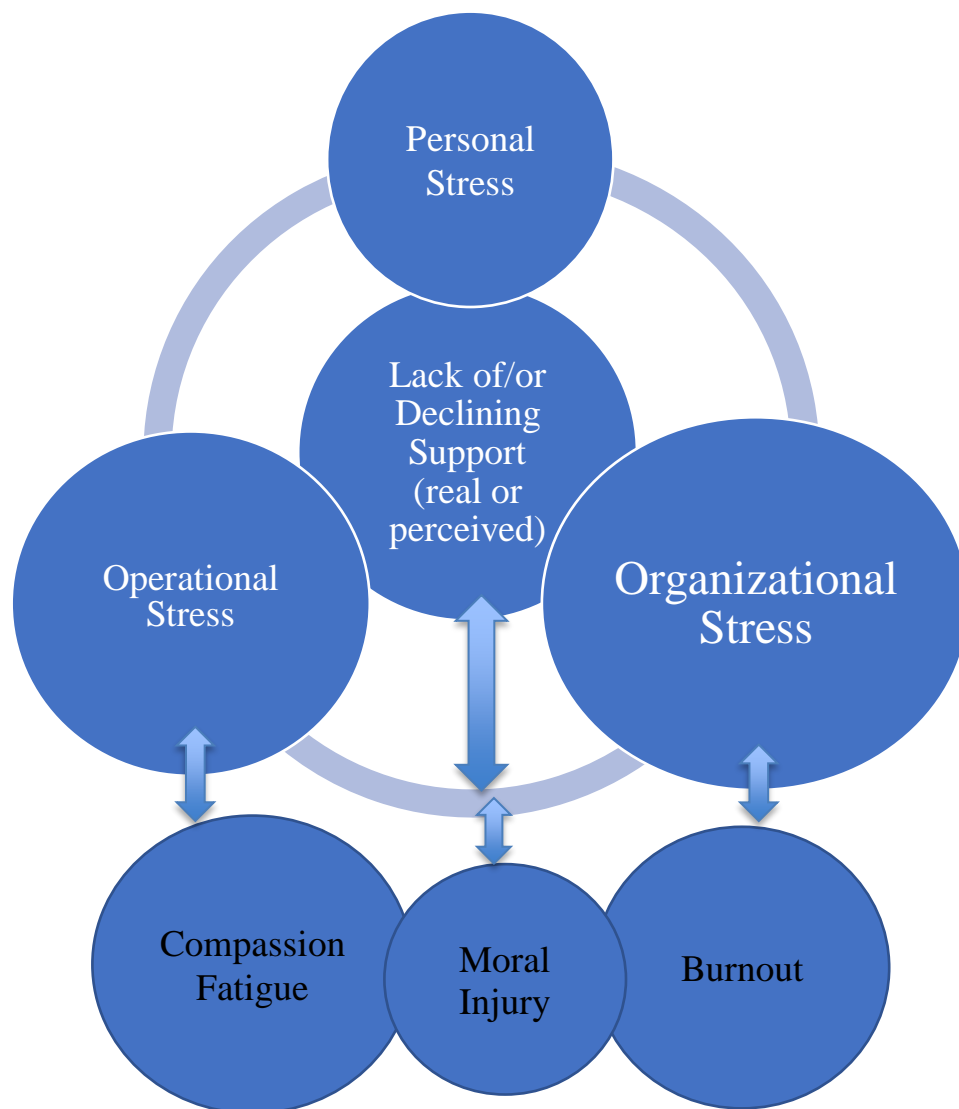 Personal
Stress
Lack of/or
Declining
Support
(real or
perceived)
Operational
Stress
Organizational
Stress
Compassion
Fatigue
Moral
Injury
Burnout